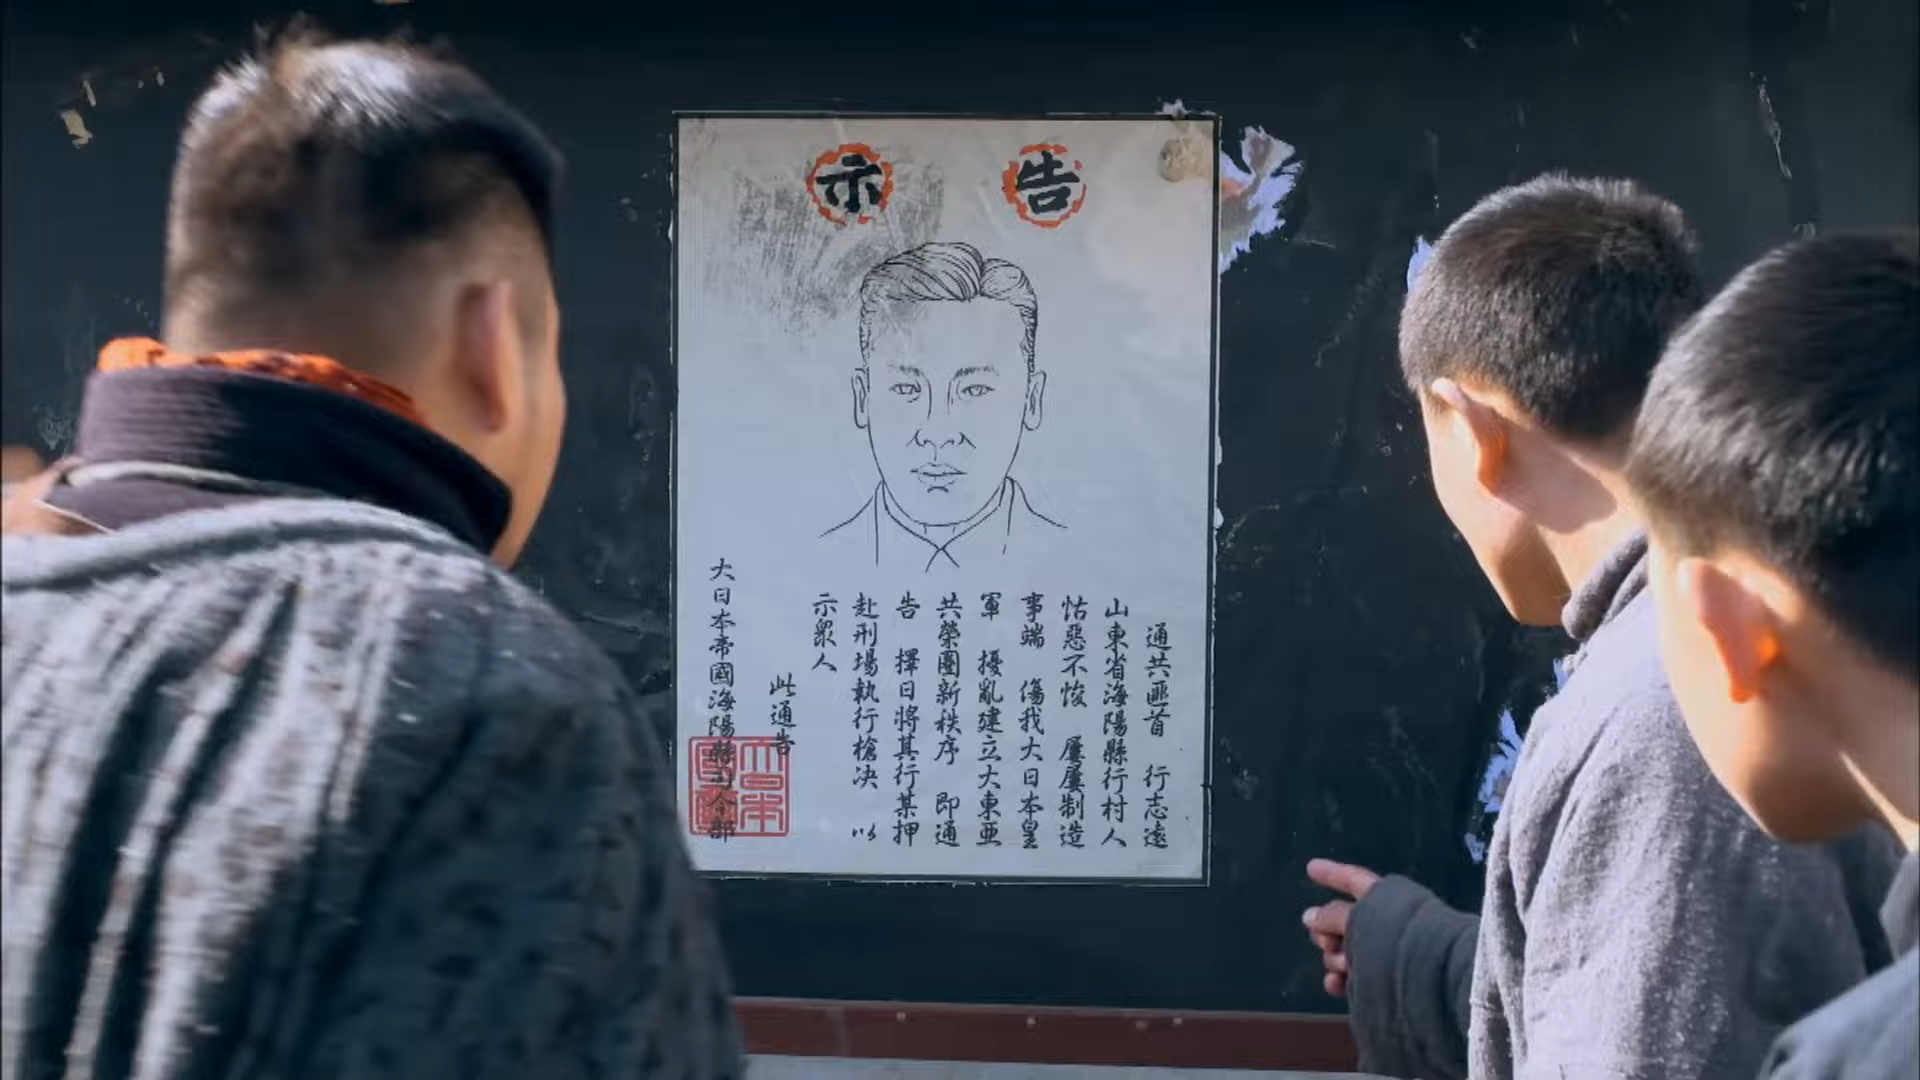 告示
通共匪首 行志遠
山東省海陽縣行村人
怙惡不悛 屢屢制造
事端 傷我大日本皇
軍 擾亂建立大東亜
共榮圈新秩序 即通
告 擇日將其行某押
赴刑場執行槍决 以
示眾人
此通告
大日本帝國海陽縣司令部